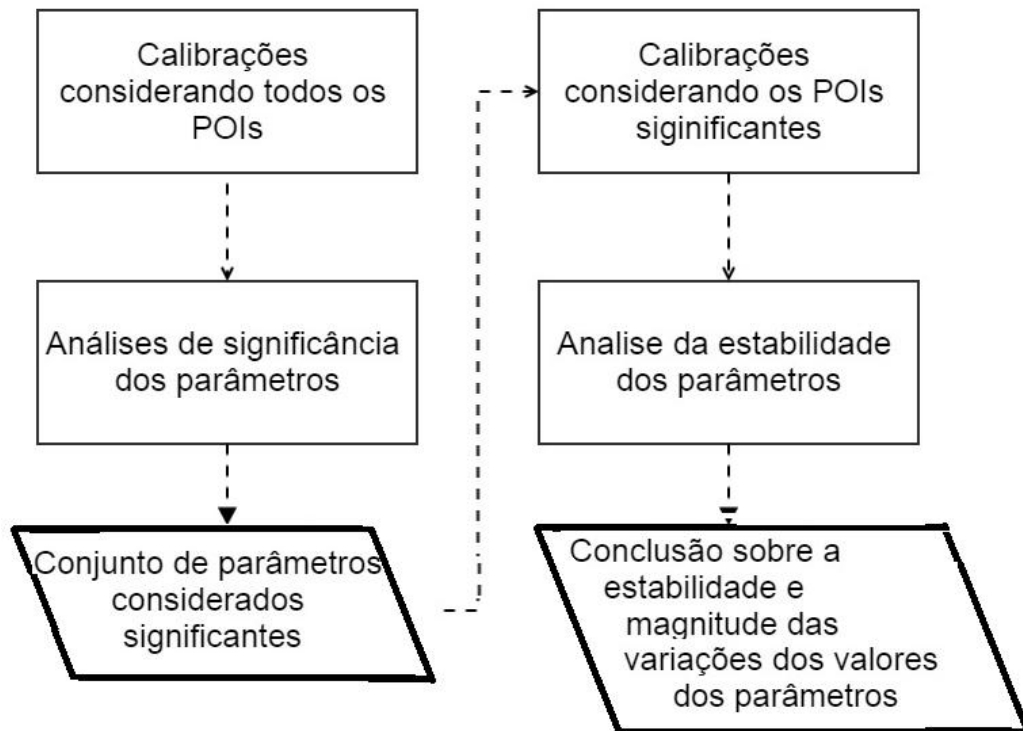 Calibrações
considerando todos os
POIs
Análises de significância
dos parâmetros
Conjunto de parâmetros
considerados
significantes
Calibrações
considerando os POIs
siginificantes
Analise da estabilidade
dos parâmetros
Conclusão sobre a
estabilidade e
magnitude das
variações dos valores
dos parâmetros